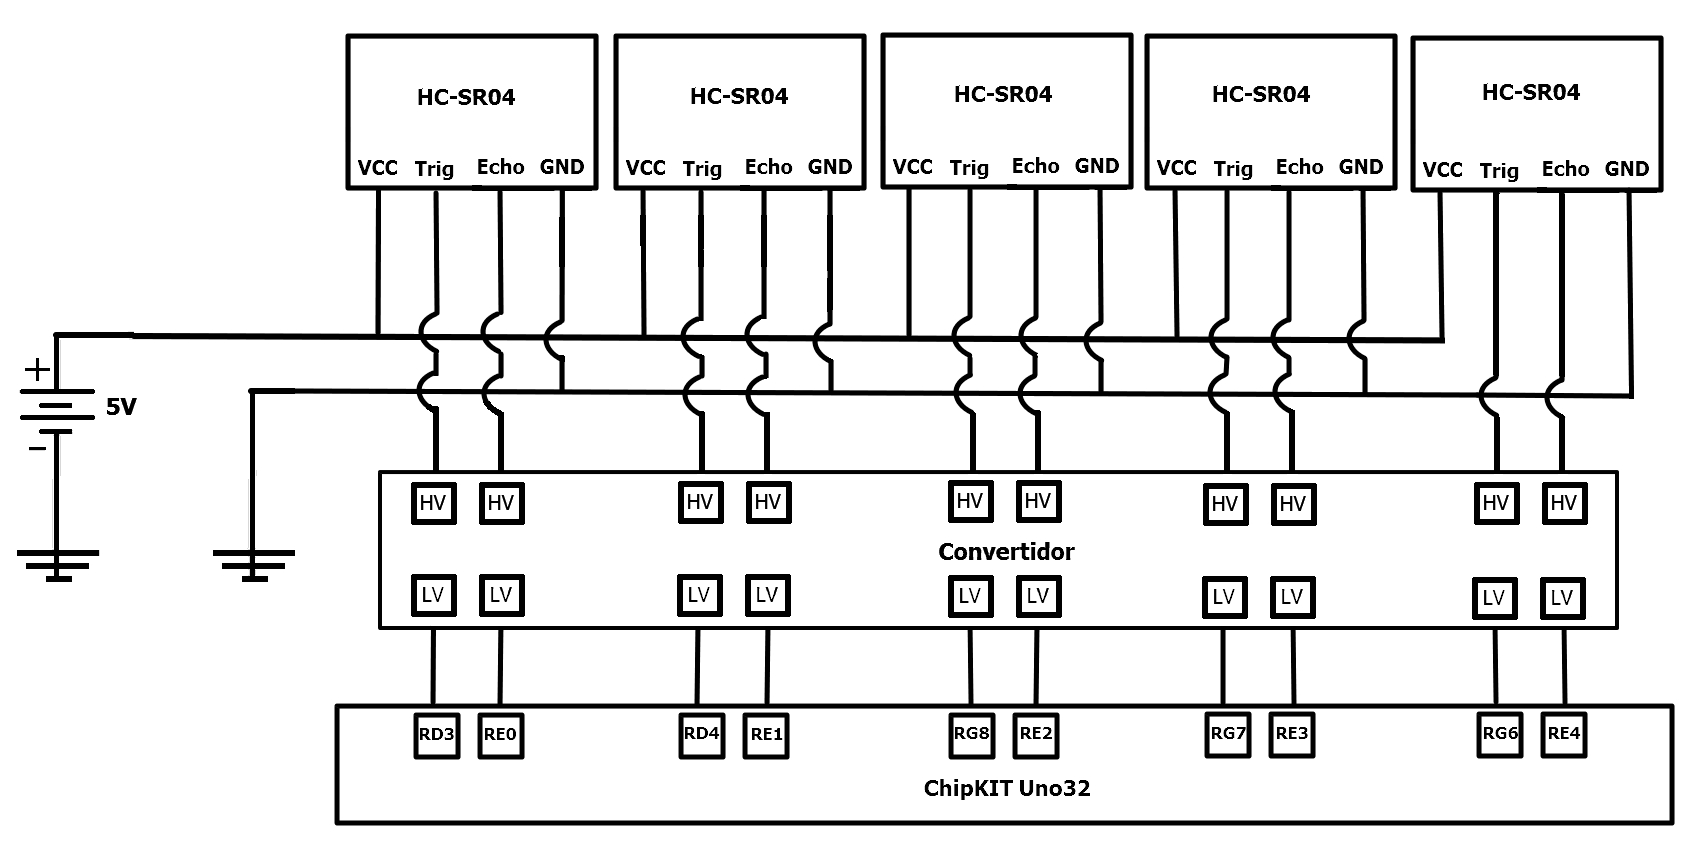 HC-SR04 HC-SR04 HC-SR04 HC-SR04 HC-SR04
VCC Trig Echo GND VCC Trig Echo GND VCC Trig Echo GND VCC Trig Echo GND VCC Trig Echo GND
+
5V
−
HV HV HV HV HV HV HV HV HV HV
Convertidor
LV LV LV LV LV LV LV LV LV LV
RD3 RE0 RD4 RE1 RG8 RE2 RG7 RE3 RG6 RE4
ChipKIT Uno32